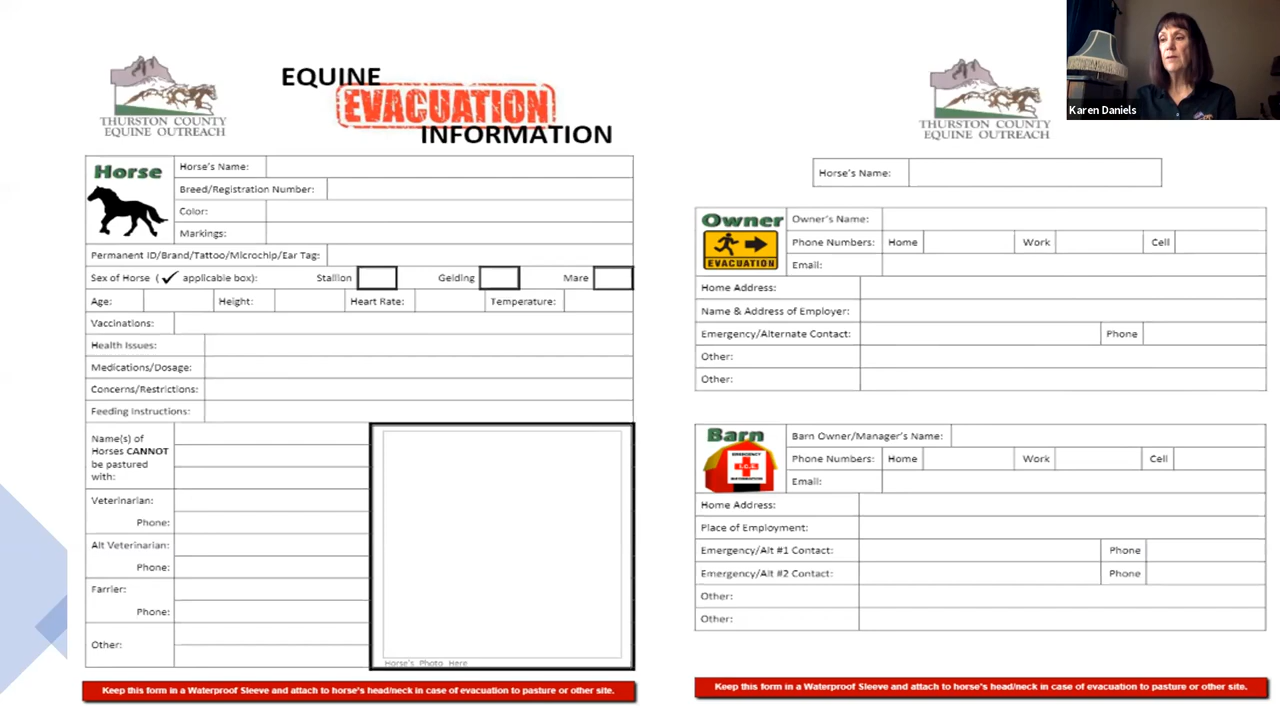 THURSTON COUNTY
EQUINE OUTREACH
EQUINE
EVACUATION
INFORMATION
Horse
Horse's Name:
Breed/Registration Number:
Color:
Markings:
Permanent ID/Brand/Tattoo/Microchip/Ear Tag:
Sex of Horse (✓ applicable box): Stallion Gelding Mare
Age: Height: Heart Rate: Temperature:
Vaccinations:
Health Issues:
Medications/Dosage:
Concerns/Restrictions:
Feeding Instructions:
Name(s) of
Horses CANNOT
be pastured
with:
Veterinarian:
Phone:
Alt Veterinarian:
Phone:
Farrier:
Phone:
Other:
Horse's Photo Here
Keep this form in a Waterproof Sleeve and attach to horse's head/neck in case of evacuation to pasture or other site.
THURSTON COUNTY
EQUINE OUTREACH
Karen Daniels
Horse's Name:
Owner
EVACUATION
Owner's Name:
Phone Numbers: Home Work Cell
Email:
Home Address:
Name & Address of Employer:
Emergency/Alternate Contact: Phone
Other:
Other:
Barn
EMERGENCY
I.C.E.
INFORMATION
Barn Owner/Manager's Name:
Phone Numbers: Home Work Cell
Email:
Home Address:
Place of Employment:
Emergency/Alt #1 Contact: Phone
Emergency/Alt #2 Contact: Phone
Other:
Other:
Keep this form in a Waterproof Sleeve and attach to horse's head/neck in case of evacuation to pasture or other site.